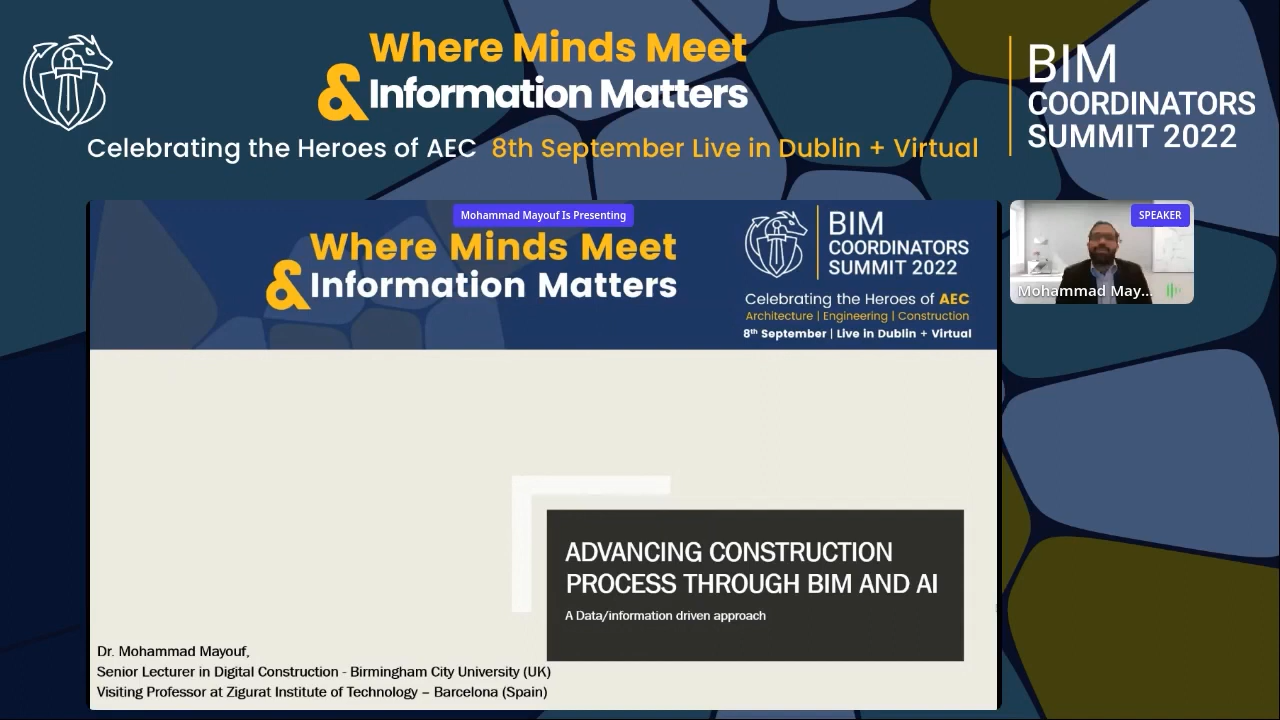 Where Minds Meet
& Information Matters
Celebrating the Heroes of AEC 8th September Live in Dublin + Virtual
BIM
COORDINATORS
SUMMIT 2022
Mohammad Mayouf Is Presenting
Where Minds Meet
& Information Matters
BIM
COORDINATORS
SUMMIT 2022
Celebrating the Heroes of AEC
Architecture | Engineering | Construction
8th September | Live in Dublin + Virtual
SPEAKER
Mohammad May...
ADVANCING CONSTRUCTION
PROCESS THROUGH BIM AND AI
A Data/information driven approach
Dr. Mohammad Mayouf,
Senior Lecturer in Digital Construction - Birmingham City University (UK)
Visiting Professor at Zigurat Institute of Technology – Barcelona (Spain)